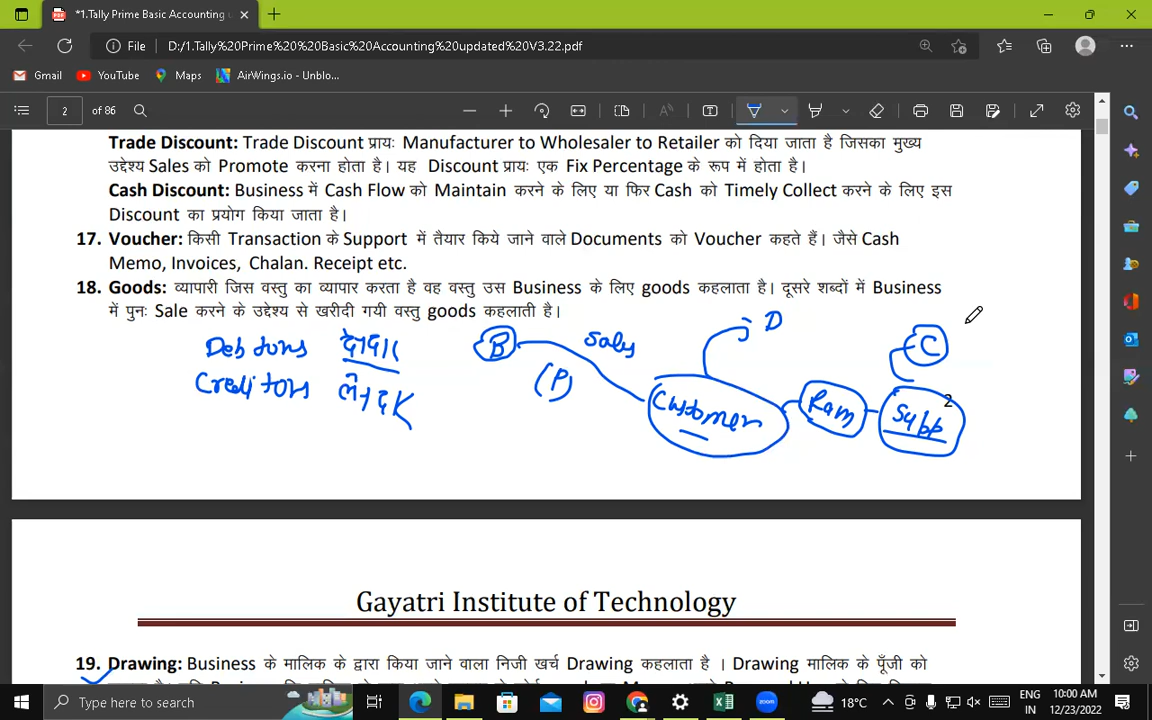 *1.Tally Prime Basic Accounting u
File
D:/1.Tally%20Prime%20%20Basic%20Accounting%20updated%20V3.22.pdf
Gmail
YouTube
Maps
AirWings.io - Unblo...
2 of 86
Trade Discount: Trade Discount प्रायः Manufacturer to Wholesaler to Retailer को दिया जाता है जिसका मुख्य
उद्देश्य Sales को Promote करना होता है। यह Discount प्रायः एक Fix Percentage के रूप में होता है।
Cash Discount: Business में Cash Flow को Maintain करने के लिए या फिर Cash को Timely Collect करने के लिए इस
Discount का प्रयोग किया जाता है।
17. Voucher: किसी Transaction के Support में तैयार किये जाने वाले Documents को Voucher कहते हैं। जैसे Cash
Memo, Invoices, Chalan. Receipt etc.
18. Goods: व्यापारी जिस वस्तु का व्यापार करता है वह वस्तु उस Business के लिए goods कहलाता है। दूसरे शब्दों में Business
में पुनः Sale करने के उद्देश्य से खरीदी गयी वस्तु goods कहलाती है।
Debtors B Sales D C
Creditors (P) Customer Ram Supp
2
Gayatri Institute of Technology
19. Drawing: Business के मालिक के द्वारा किया जाने वाला निजी खर्च Drawing कहलाता है । Drawing मालिक के पूँजी को
Type here to search
18°C
ENG
IN
10:00 AM
12/23/2022